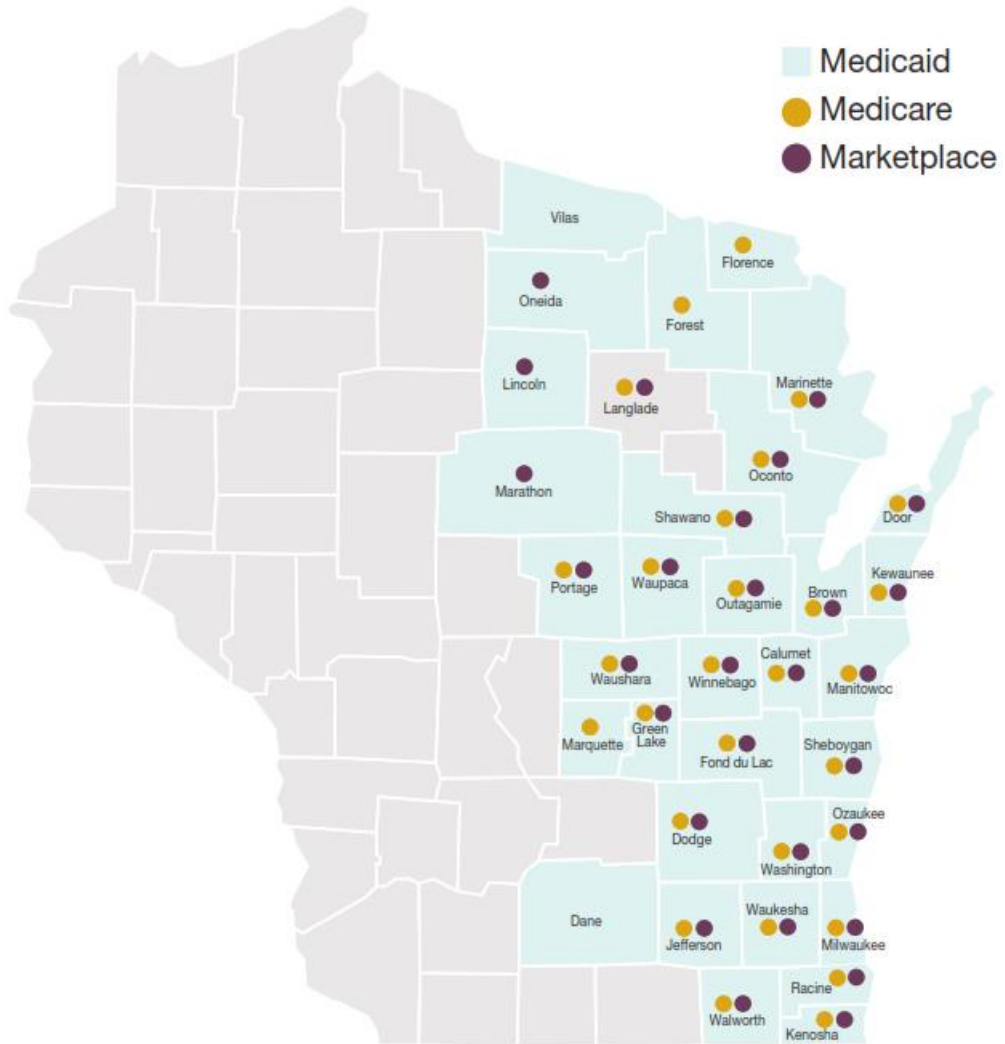 Medicaid
Medicare
Marketplace
Vilas
Florence
Oneida
Forest
Lincoln
Langlade
Marinette
Oconto
Marathon
Shawano
Door
Portage
Waupaca
Outagamie
Brown
Kewaunee
Waushara
Winnebago
Calumet
Manitowoc
Marquette
Green
Lake
Fond du Lac
Sheboygan
Dodge
Washington
Ozaukee
Dane
Jefferson
Waukesha
Milwaukee
Walworth
Racine
Kenosha